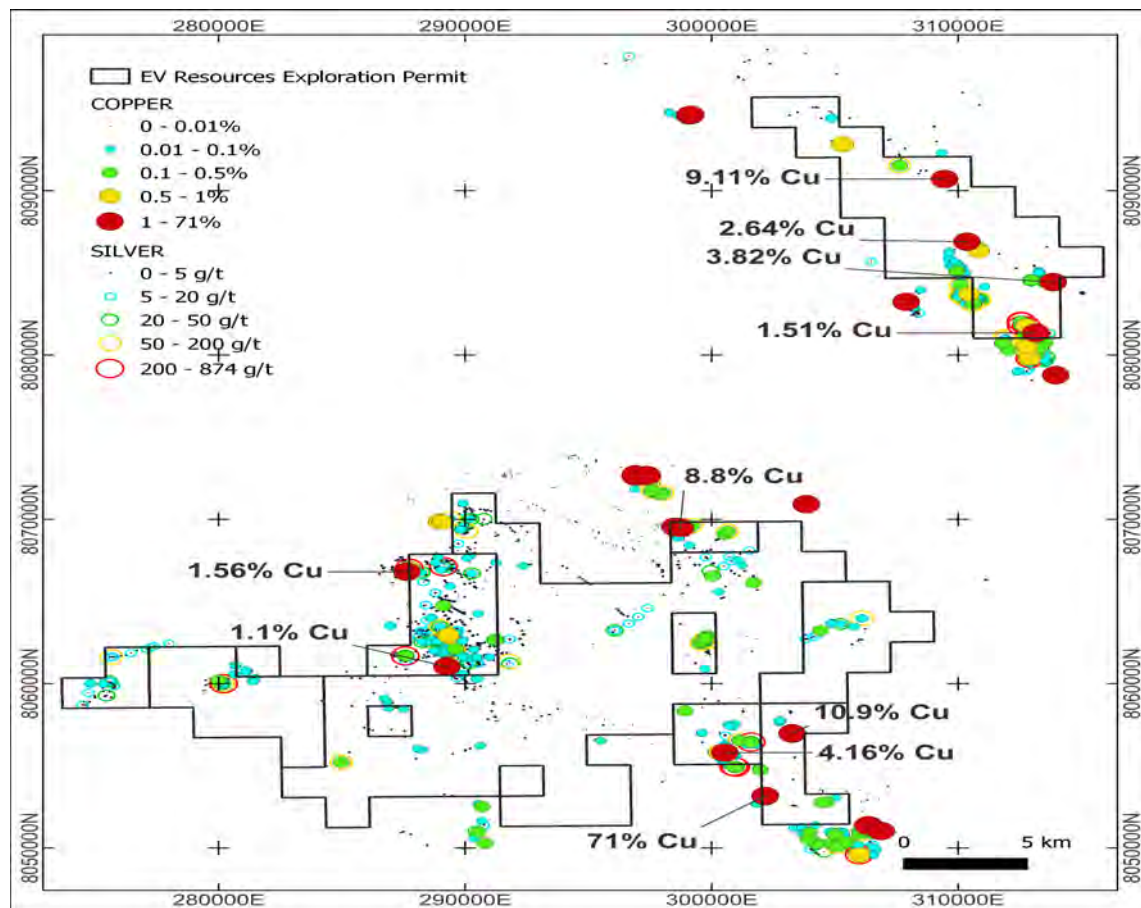 280000E 290000E 300000E 310000E
EV Resources Exploration Permit
COPPER
0 - 0.01%
0.01 - 0.1%
0.1 - 0.5%
0.5 - 1%
1 - 71%
SILVER
0 - 5 g/t
5 - 20 g/t
20 - 50 g/t
50 - 200 g/t
200 - 874 g/t
8090000N 8090000N
9.11% Cu
2.64% Cu
3.82% Cu
1.51% Cu
8080000N 8080000N
8.8% Cu
8070000N 8070000N
1.56% Cu
1.1% Cu
8060000N 8060000N
10.9% Cu
4.16% Cu
71% Cu
8050000N 8050000N
0 5 km
280000E 290000E 300000E 310000E